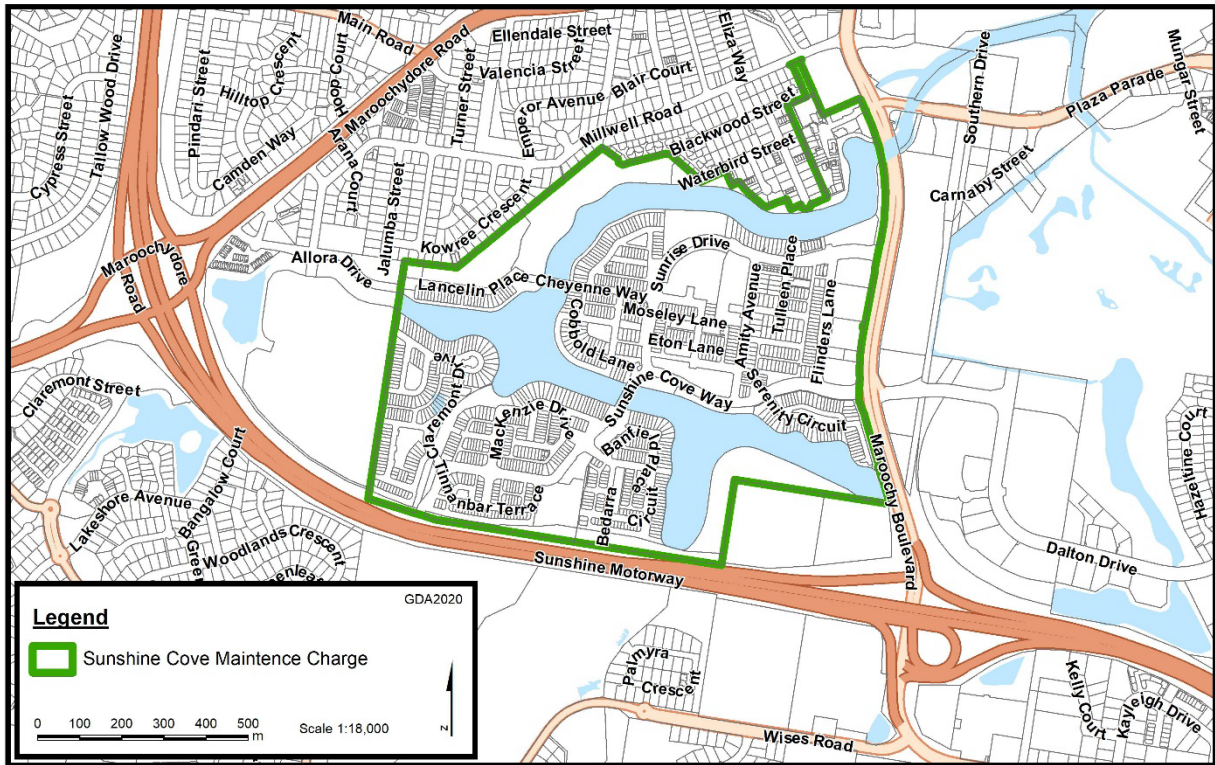 Main Road
Ellendale Street
Eliza Way
Mungar Street
Cypress Street
Tallow Wood Drive
Pindari Street
Hilltop Crescent
Court
Maroochydore Road
Turner Street
Valencia Street
Blair Court
Emperor Avenue
Southern Drive
Plaza Parade
Camden Way
Allana Court
Millwell Road
Blackwood Street
Waterbird Street
Carnaby Street
Jalumba Street
Kowree Crescent
Maroochydore Road
Allora Drive
Lancelin Place
Cheyenne Way
Sunrise Drive
Cobbold Lane
Moseley Lane
Eton Lane
Amity Avenue
Tulleen Place
Flinders Lane
Claremont Street
Claremont Drive
Sunshine Cove Way
Serenity Circuit
MacKenzie Drive
Place
Lakeshore Avenue
Bangalow Court
Tinnanbar Terrace
Bedarra
Circuit
Maroochy Boulevard
Hazeline Court
Woodlands Crescent
Sunshine Motorway
Dalton Drive
Legend
GDA2020
Sunshine Cove Maintence Charge
0 100 200 300 400 500
m
Scale 1:18,000
z
Palmyra
Crescent
Kelly Court
Kayleigh Drive
Wises Road